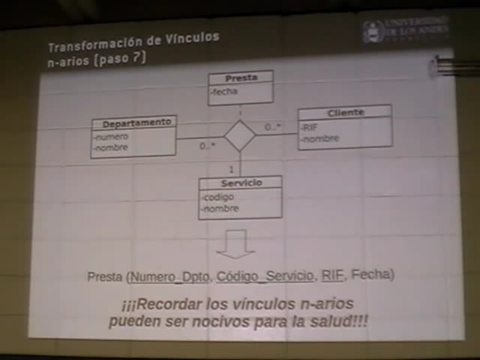 Transformación de Vínculos
n-arios (paso 7)
UNIVERSIDAD
DE LOS ANDES
Presta
-fecha
Departamento
-numero
-nombre
0..*
0..*
Cliente
-RIF
-nombre
1
Servicio
-codigo
-nombre
Presta (Numero_Dpto, Código_Servicio, RIF, Fecha)
¡¡¡Recordar los vínculos n-arios
pueden ser nocivos para la salud!!!